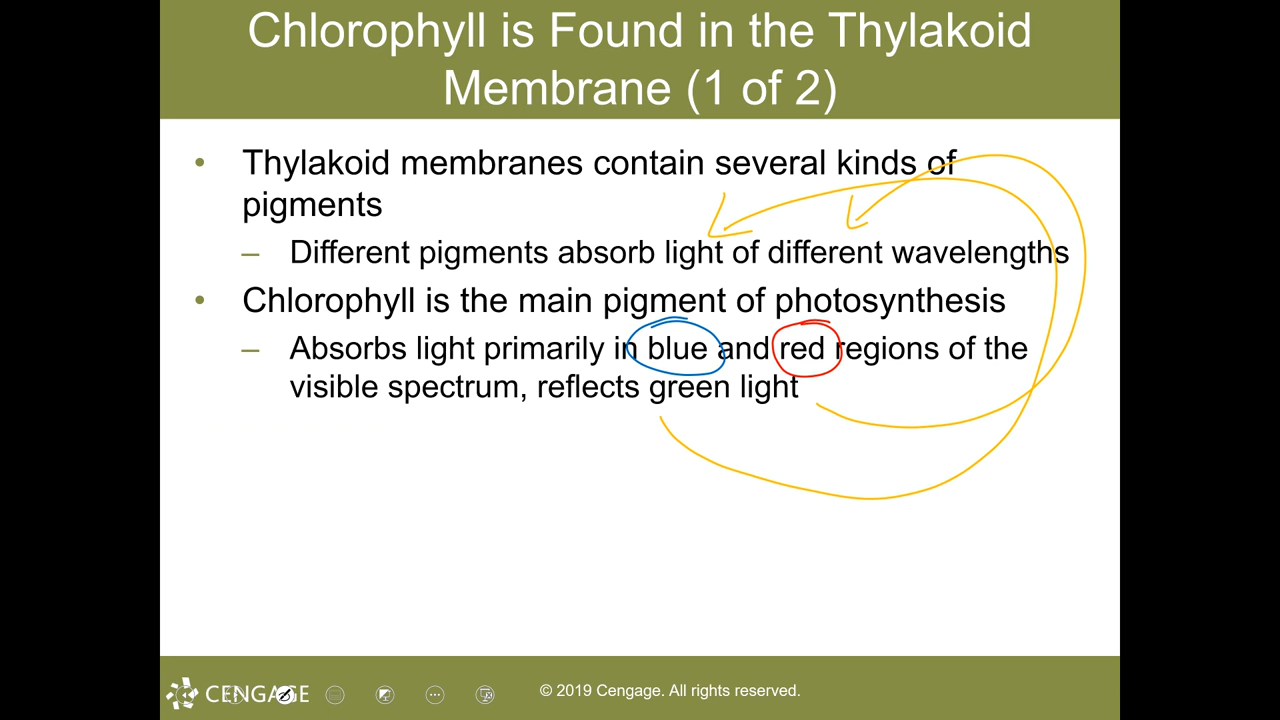 Chlorophyll is Found in the Thylakoid
Membrane (1 of 2)
• Thylakoid membranes contain several kinds of
pigments
– Different pigments absorb light of different wavelengths
• Chlorophyll is the main pigment of photosynthesis
– Absorbs light primarily in blue and red regions of the
visible spectrum, reflects green light
CENGAGE
© 2019 Cengage. All rights reserved.